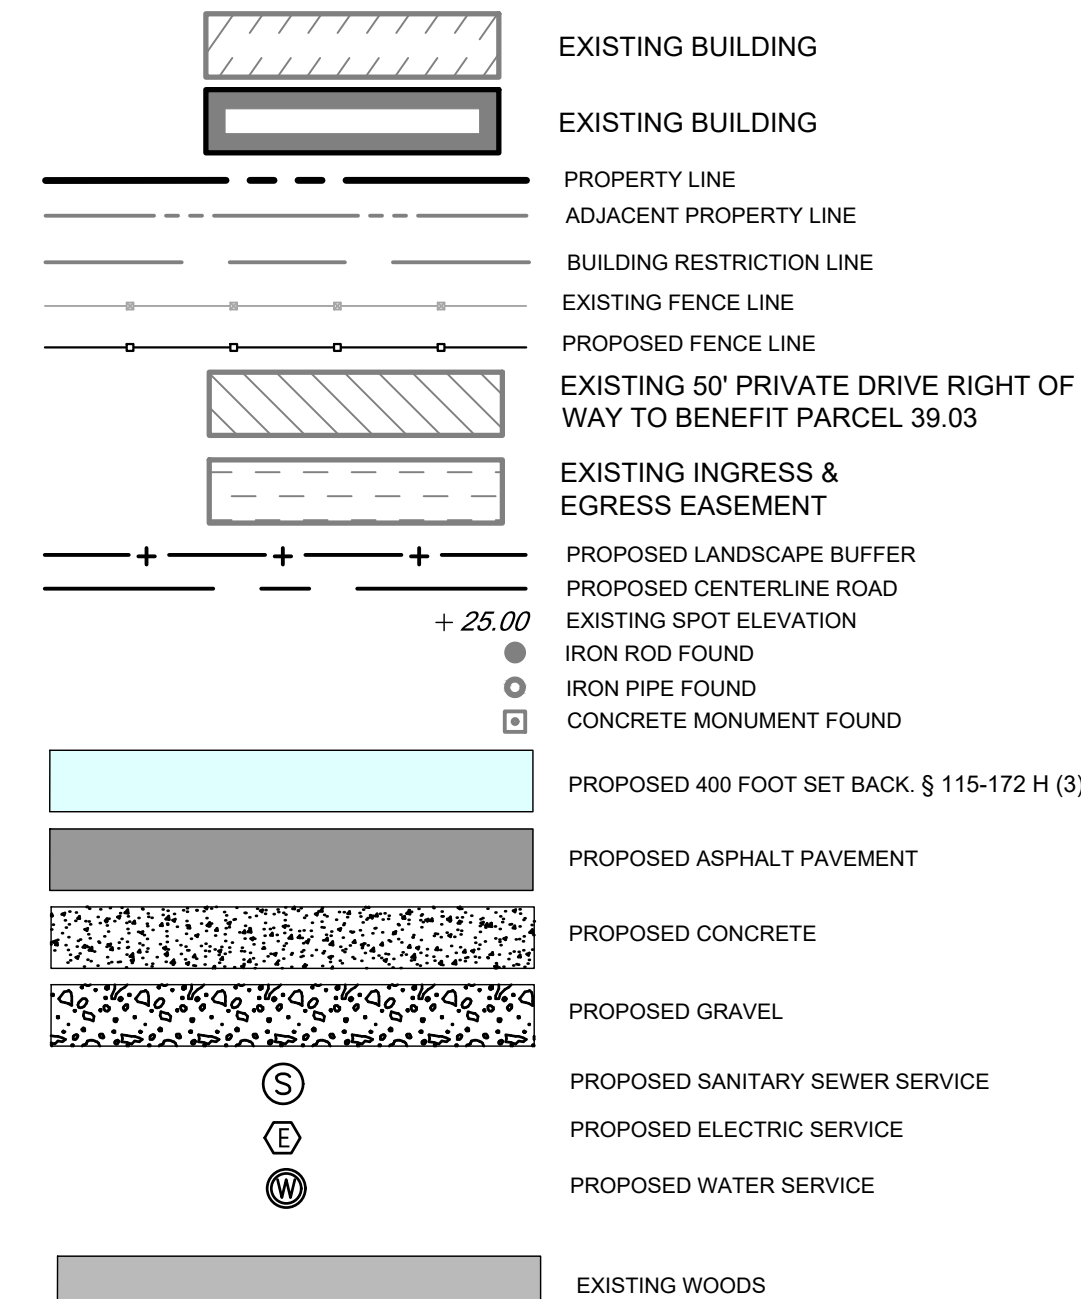 EXISTING BUILDING
EXISTING BUILDING
PROPERTY LINE
ADJACENT PROPERTY LINE
BUILDING RESTRICTION LINE
EXISTING FENCE LINE
PROPOSED FENCE LINE
EXISTING 50' PRIVATE DRIVE RIGHT OF
WAY TO BENEFIT PARCEL 39.03
EXISTING INGRESS &
EGRESS EASEMENT
PROPOSED LANDSCAPE BUFFER
PROPOSED CENTERLINE ROAD
+ 25.00 EXISTING SPOT ELEVATION
IRON ROD FOUND
IRON PIPE FOUND
CONCRETE MONUMENT FOUND
PROPOSED 400 FOOT SET BACK. § 115-172 H (3)
PROPOSED ASPHALT PAVEMENT
PROPOSED CONCRETE
PROPOSED GRAVEL
S PROPOSED SANITARY SEWER SERVICE
E PROPOSED ELECTRIC SERVICE
W PROPOSED WATER SERVICE
EXISTING WOODS